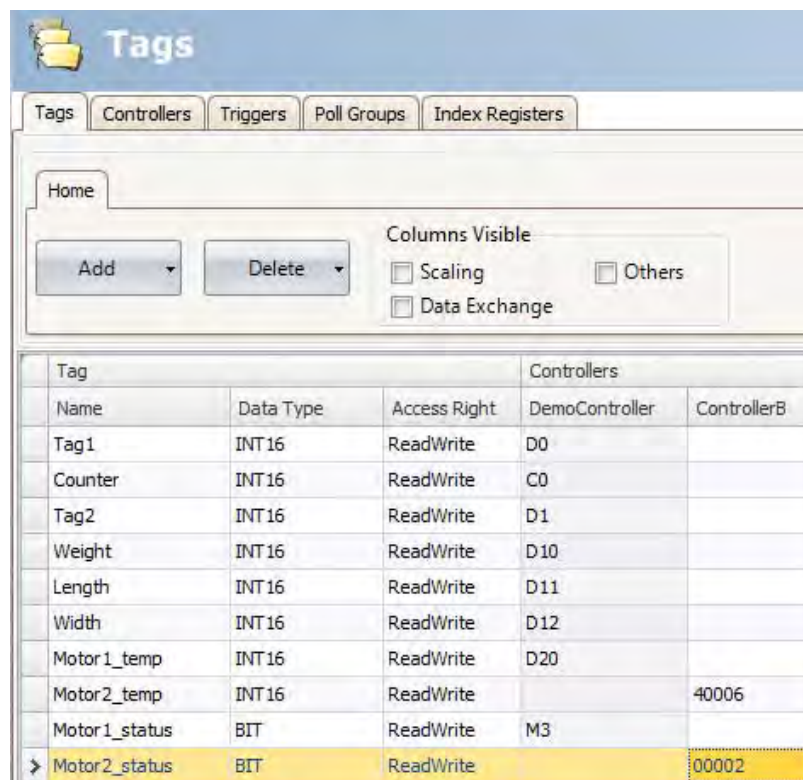 Tags
Tags Controllers Triggers Poll Groups Index Registers
Home
Columns Visible
Add Delete Scaling Others
Data Exchange
Tag Controllers
Name Data Type Access Right DemoController ControllerB
Tag1 INT16 ReadWrite D0
Counter INT16 ReadWrite C0
Tag2 INT16 ReadWrite D1
Weight INT16 ReadWrite D10
Length INT16 ReadWrite D11
Width INT16 ReadWrite D12
Motor1_temp INT16 ReadWrite D20
Motor2_temp INT16 ReadWrite 40006
Motor1_status BIT ReadWrite M3
Motor2_status BIT ReadWrite 00002